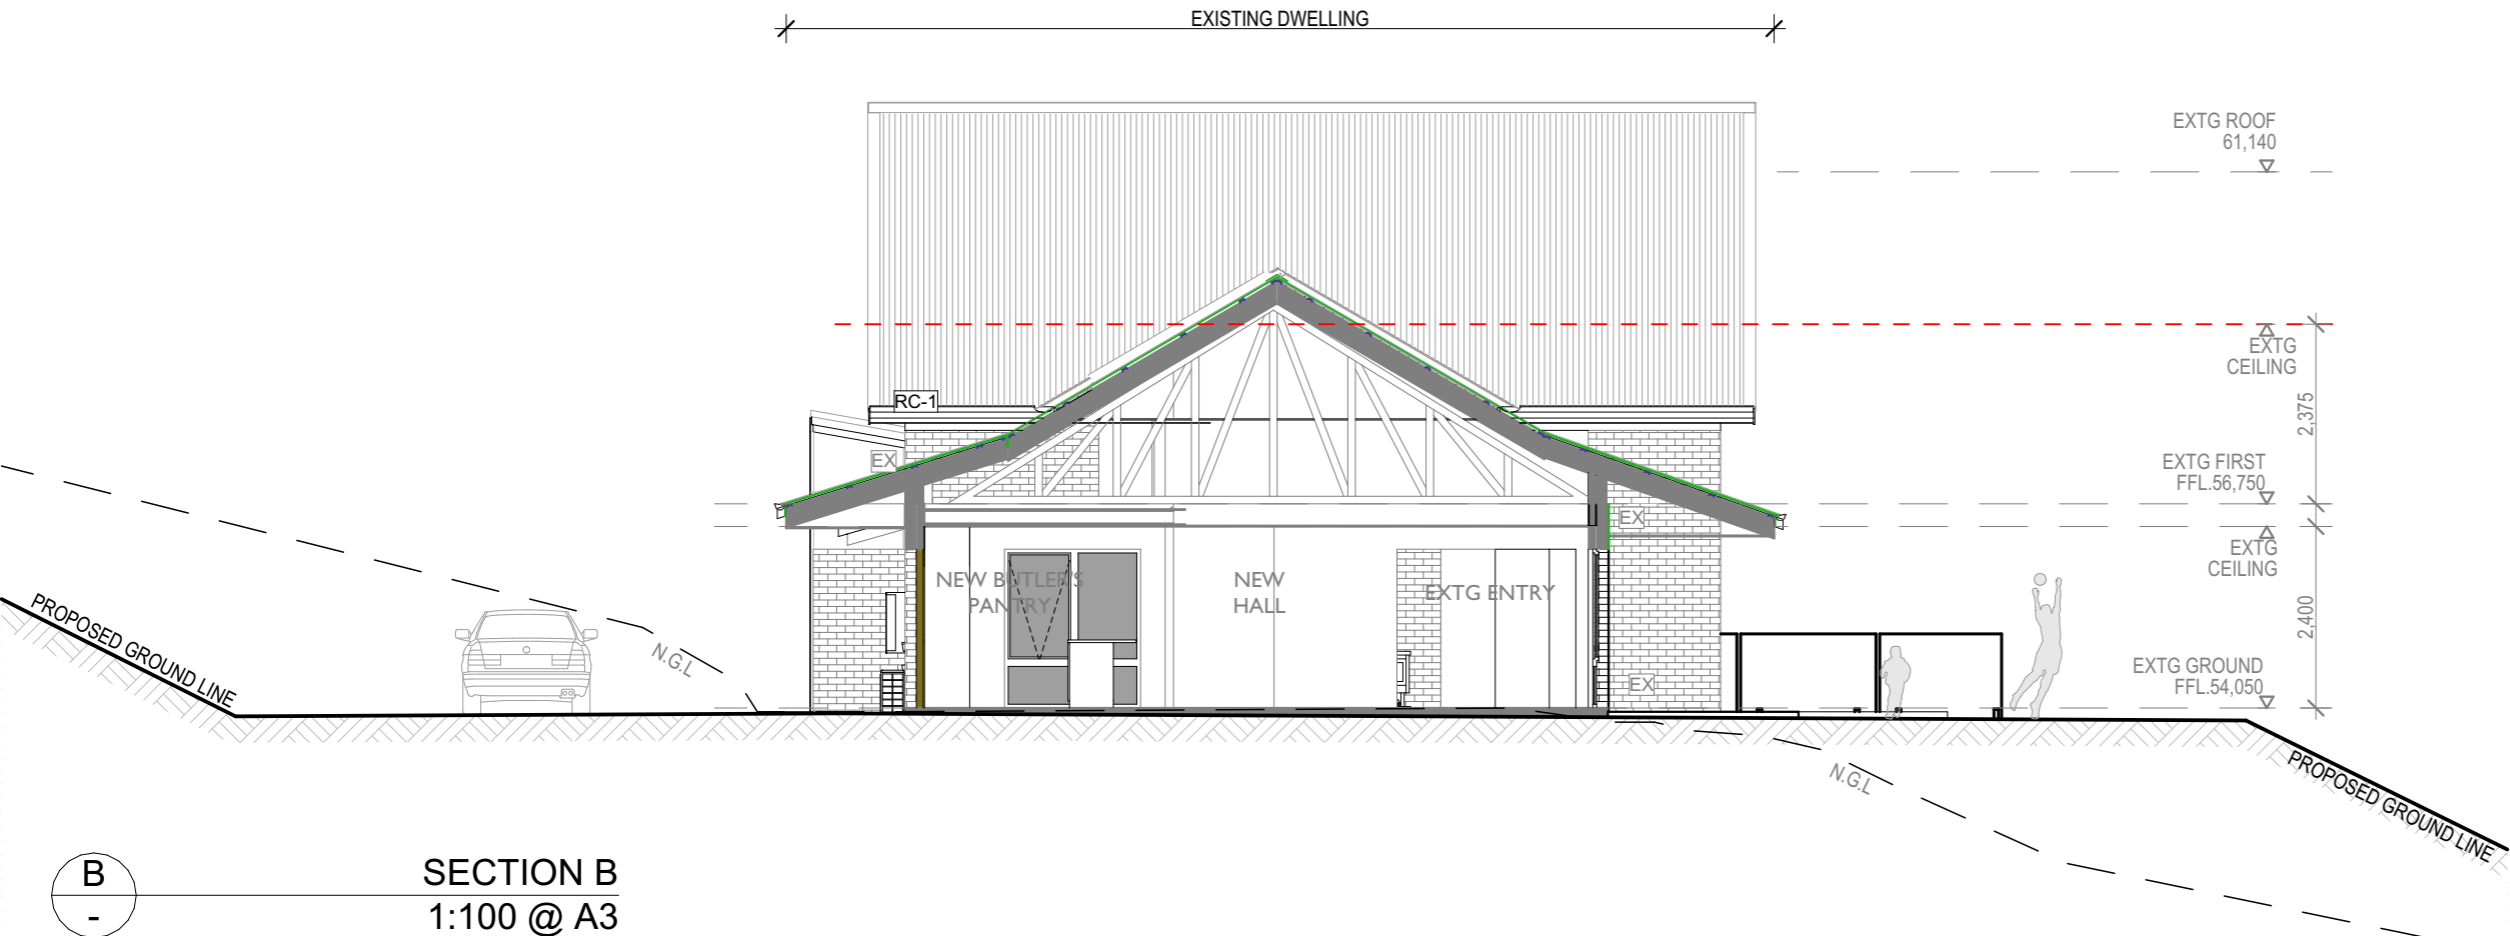 EXISTING DWELLING
EXTG ROOF
61,140
EXTG
CEILING
2,375
RC-1
EX
EXTG FIRST
FFL.56,750
EX
EXTG
CEILING
NEW BUTLER'S
PANTRY
NEW
HALL
EXTG ENTRY
2,400
PROPOSED GROUND LINE
N.G.L
EX
EXTG GROUND
FFL.54,050
N.G.L
PROPOSED GROUND LINE
B
-
SECTION B
1:100 @ A3